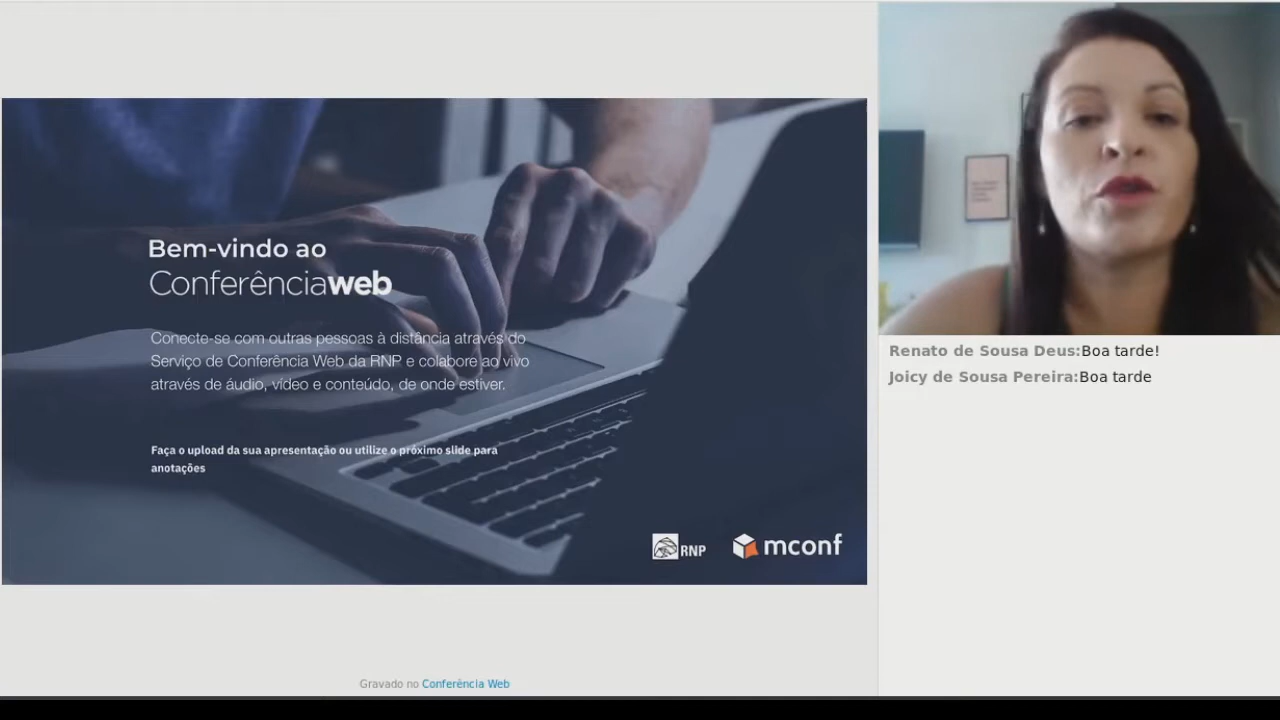 Bem-vindo ao
Conferênciaweb
Conecte-se com outras pessoas à distância através do
Serviço de Conferência Web da RNP e colabore ao vivo
através de áudio, vídeo e conteúdo, de onde estiver.
Faça o upload da sua apresentação ou utilize o próximo slide para
anotações
RNP
mconf
Gravado no Conferência Web
Renato de Sousa Deus:Boa tarde!
Joicy de Sousa Pereira:Boa tarde